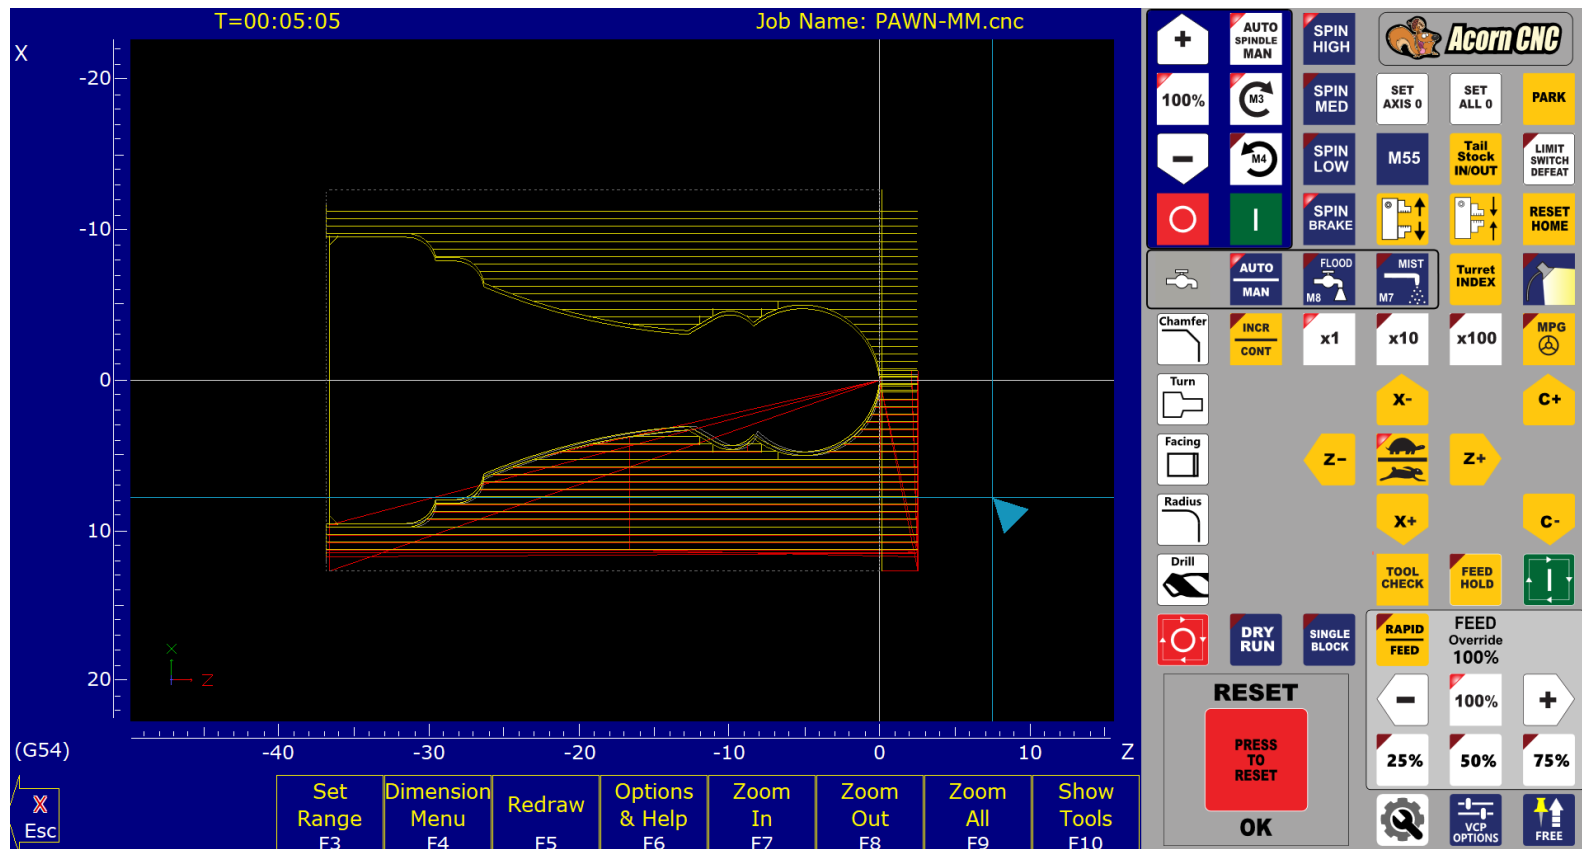 T=00:05:05
Job Name: PAWN-MM.cnc
X
-20
-10
0
10
20
X
Z
(G54)
-40
-30
-20
-10
0
10
Z
X
Esc
Set
Range
F3
Dimension
Menu
F4
Redraw
F5
Options
& Help
F6
Zoom
In
F7
Zoom
Out
F8
Zoom
All
F9
Show
Tools
F10
+
AUTO
SPINDLE
MAN
SPIN
HIGH
Acorn CNC
100%
M3
SPIN
MED
SET
AXIS 0
SET
ALL 0
PARK
−
M4
SPIN
LOW
M55
Tail
Stock
IN/OUT
LIMIT
SWITCH
DEFEAT
SPIN
BRAKE
RESET
HOME
AUTO
MAN
FLOOD
M8
MIST
M7
Turret
INDEX
Chamfer
INCR
CONT
x1
x10
x100
MPG
Turn
X-
C+
Facing
Z-
Z+
Radius
X+
C-
Drill
TOOL
CHECK
FEED
HOLD
DRY
RUN
SINGLE
BLOCK
RAPID
FEED
FEED
Override
100%
RESET
PRESS
TO
RESET
OK
−
100%
+
25%
50%
75%
VCP
OPTIONS
FREE